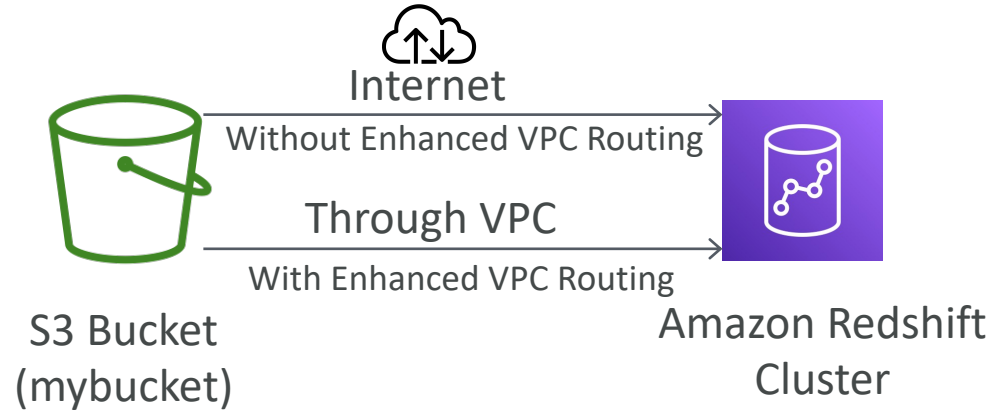 Internet
Without Enhanced VPC Routing
Through VPC
With Enhanced VPC Routing
S3 Bucket
(mybucket)
Amazon Redshift
Cluster